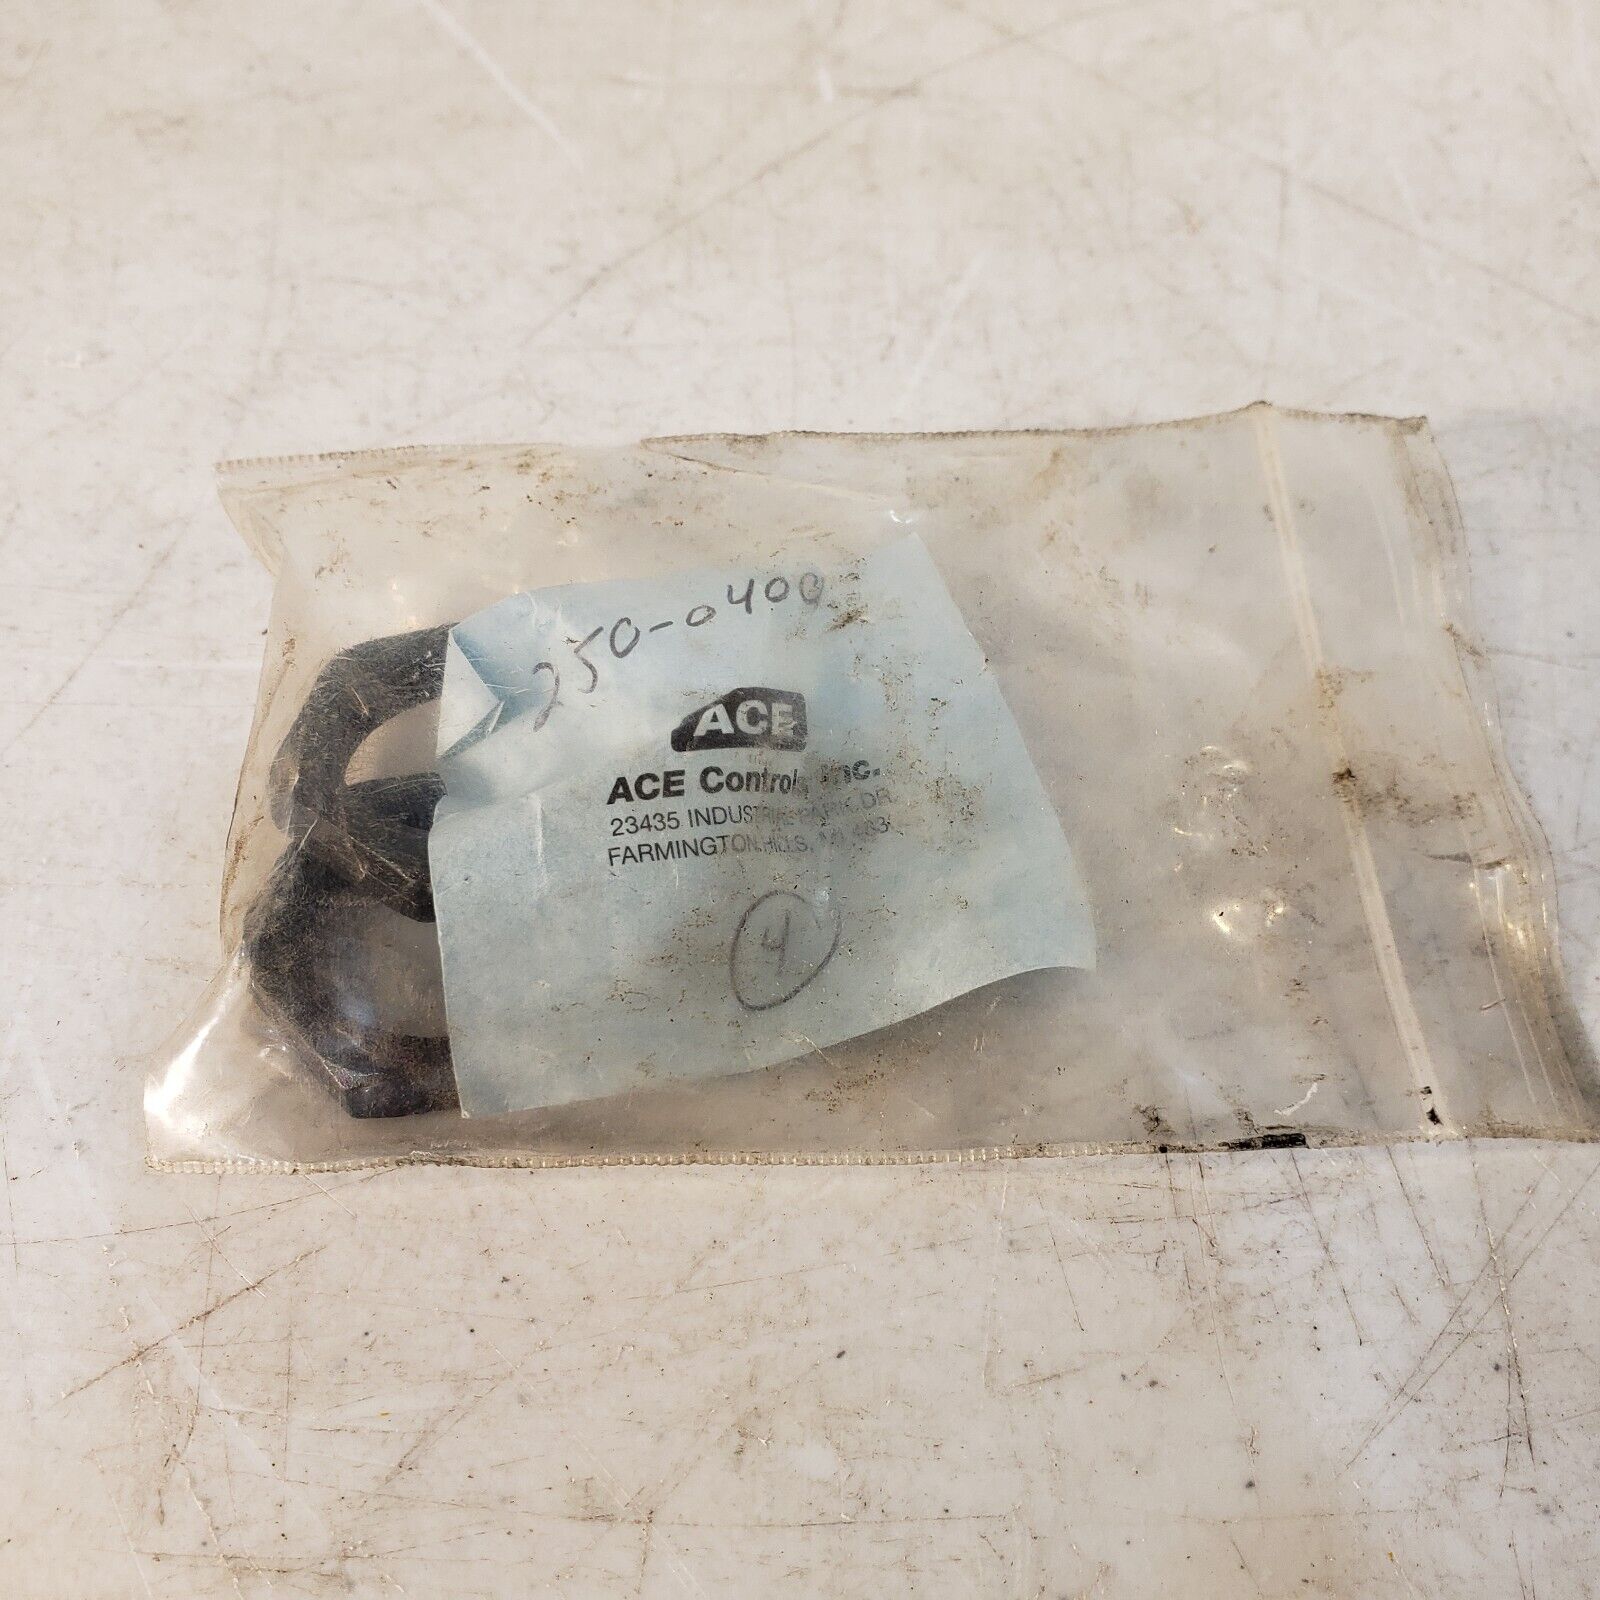 250-0400
ACE
ACE Controls, Inc.
23435 INDUSTRIAL PARK DR.
FARMINGTON HILLS, MI
4